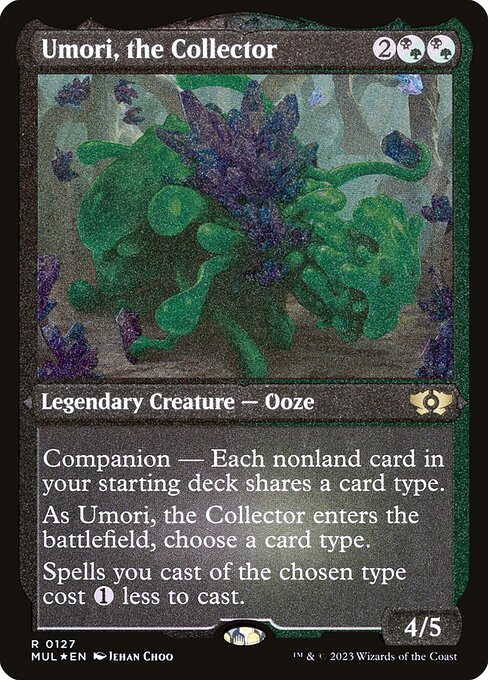 Umori, the Collector 2
Legendary Creature — Ooze
Companion — Each nonland card in
your starting deck shares a card type.
As Umori, the Collector enters the
battlefield, choose a card type.
Spells you cast of the chosen type
cost 1 less to cast.
4/5
R 0127
MUL★EN Jehan Choo
™ & © 2023 Wizards of the Coast